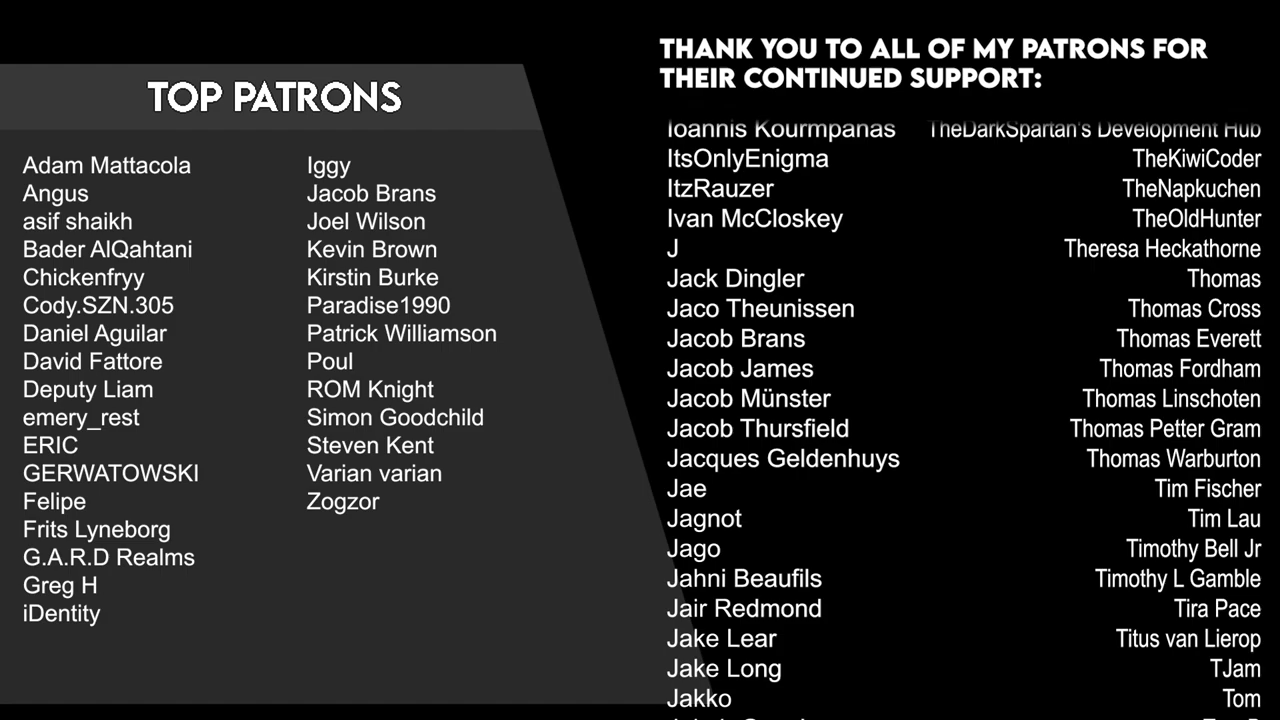 TOP PATRONS
Adam Mattacola
Angus
asif shaikh
Bader AlQahtani
Chickenfryy
Cody.SZN.305
Daniel Aguilar
David Fattore
Deputy Liam
emery_rest
ERIC
GERWATOWSKI
Felipe
Frits Lyneborg
G.A.R.D Realms
Greg H
iDentity
Iggy
Jacob Brans
Joel Wilson
Kevin Brown
Kirstin Burke
Paradise1990
Patrick Williamson
Poul
ROM Knight
Simon Goodchild
Steven Kent
Varian varian
Zogzor
THANK YOU TO ALL OF MY PATRONS FOR
THEIR CONTINUED SUPPORT:
Ioannis Kourmpanas
ItsOnlyEnigma
ItzRauzer
Ivan McCloskey
J
Jack Dingler
Jaco Theunissen
Jacob Brans
Jacob James
Jacob Münster
Jacob Thursfield
Jacques Geldenhuys
Jae
Jagnot
Jago
Jahni Beaufils
Jair Redmond
Jake Lear
Jake Long
Jakko
TheDarkSpartan's Development Hub
TheKiwiCoder
TheNapkuchen
TheOldHunter
Theresa Heckathorne
Thomas
Thomas Cross
Thomas Everett
Thomas Fordham
Thomas Linschoten
Thomas Petter Gram
Thomas Warburton
Tim Fischer
Tim Lau
Timothy Bell Jr
Timothy L Gamble
Tira Pace
Titus van Lierop
TJam
Tom